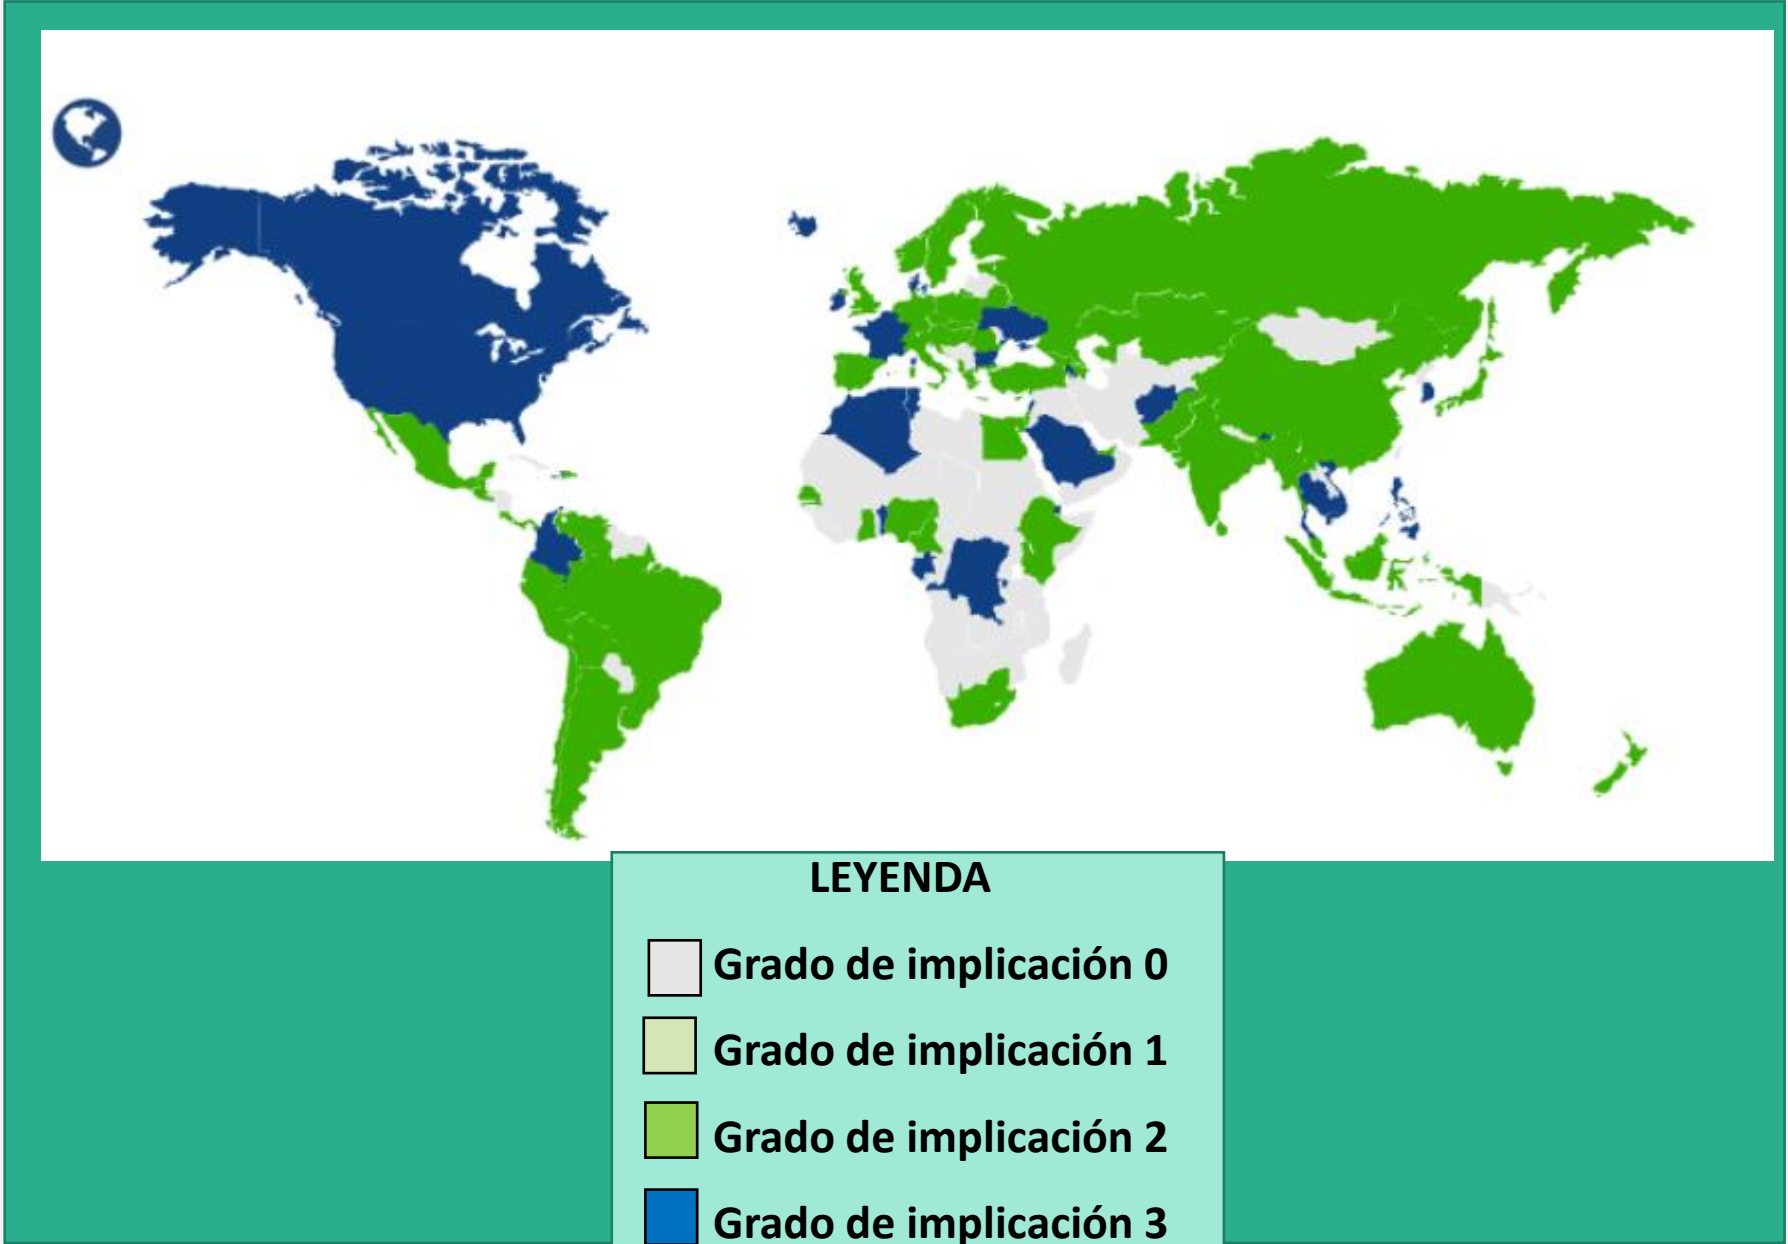 LEYENDA
Grado de implicación 0
Grado de implicación 1
Grado de implicación 2
Grado de implicación 3